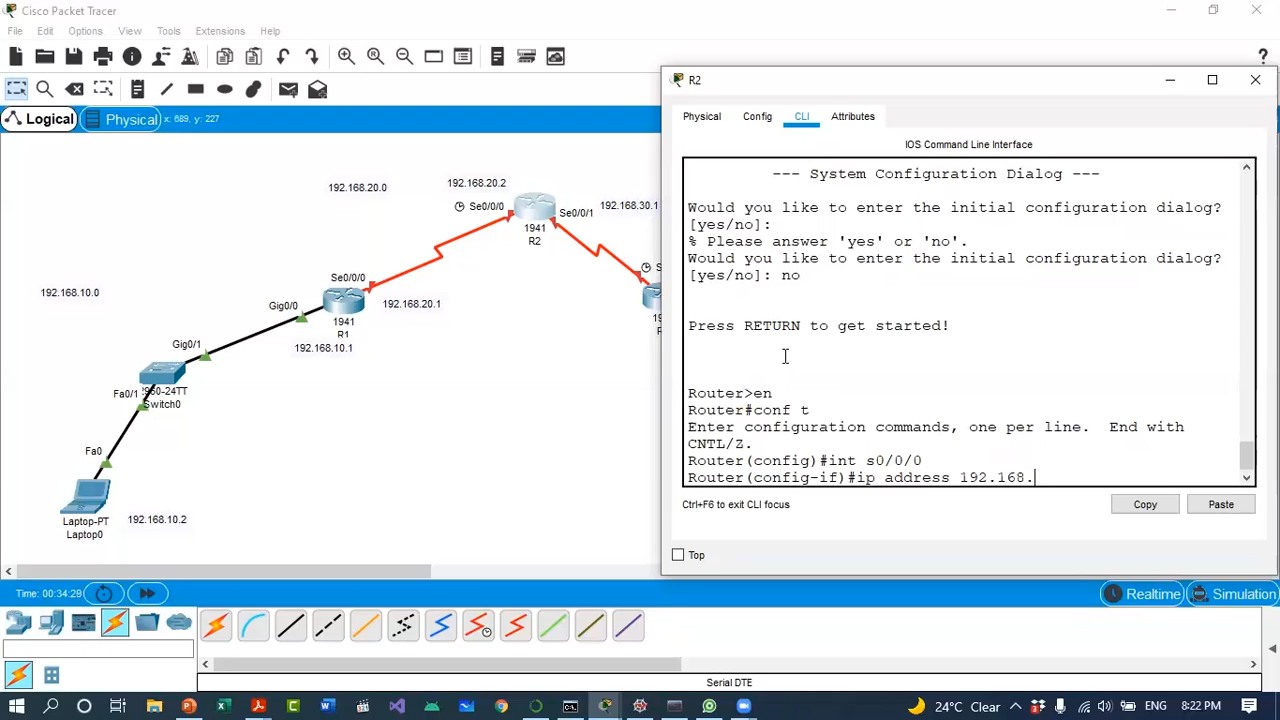 Cisco Packet Tracer
File Edit Options View Tools Extensions Help
Logical
Physical
x: 689, y: 227
192.168.20.0
192.168.20.2
Se0/0/0
192.168.30.1
Se0/0/1
1941
R2
192.168.10.0
Se0/0/0
192.168.20.1
Gig0/0
1941
R1
192.168.10.1
Gig0/1
Fa0/1
2960-24TT
Switch0
Fa0
Laptop-PT
Laptop0
192.168.10.2
R2
Physical Config CLI Attributes
IOS Command Line Interface
--- System Configuration Dialog ---
Would you like to enter the initial configuration dialog?
[yes/no]:
% Please answer 'yes' or 'no'.
Would you like to enter the initial configuration dialog?
[yes/no]: no
Press RETURN to get started!
Router>en
Router#conf t
Enter configuration commands, one per line. End with
CNTL/Z.
Router(config)#int s0/0/0
Router(config-if)#ip address 192.168.
Ctrl+F6 to exit CLI focus
Copy
Paste
Top
Time: 00:34:29
Realtime
Simulation
Serial DTE
24°C Clear
ENG
8:22 PM